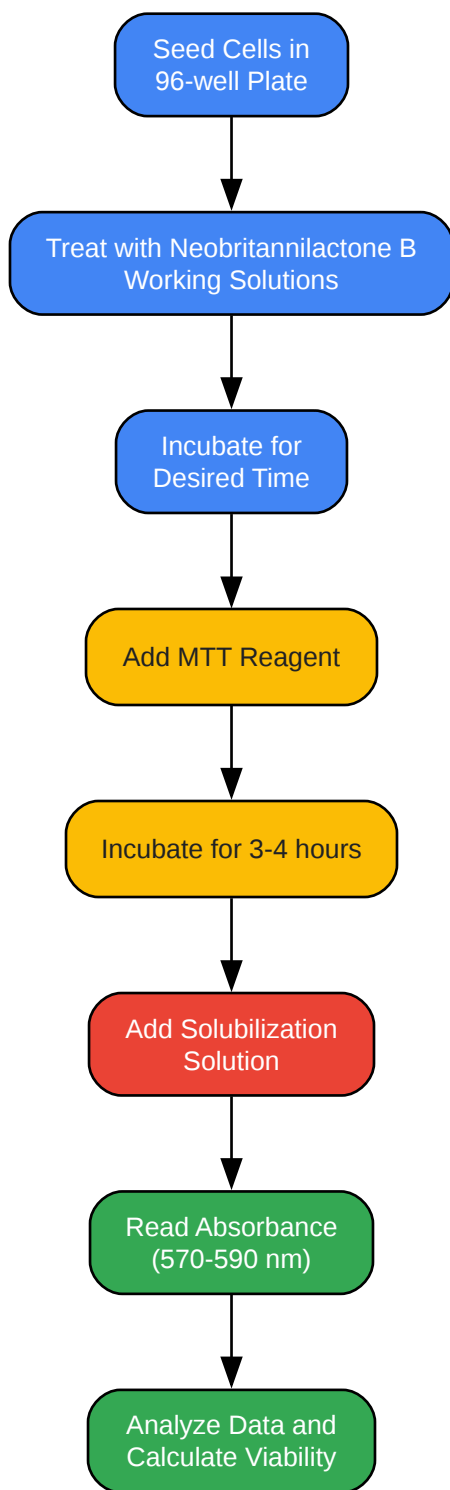 Seed Cells in
96-well Plate
Treat with Neobritannilactone B
Working Solutions
Incubate for
Desired Time
Add MTT Reagent
Incubate for 3-4 hours
Add Solubilization
Solution
Read Absorbance
(570-590 nm)
Analyze Data and
Calculate Viability